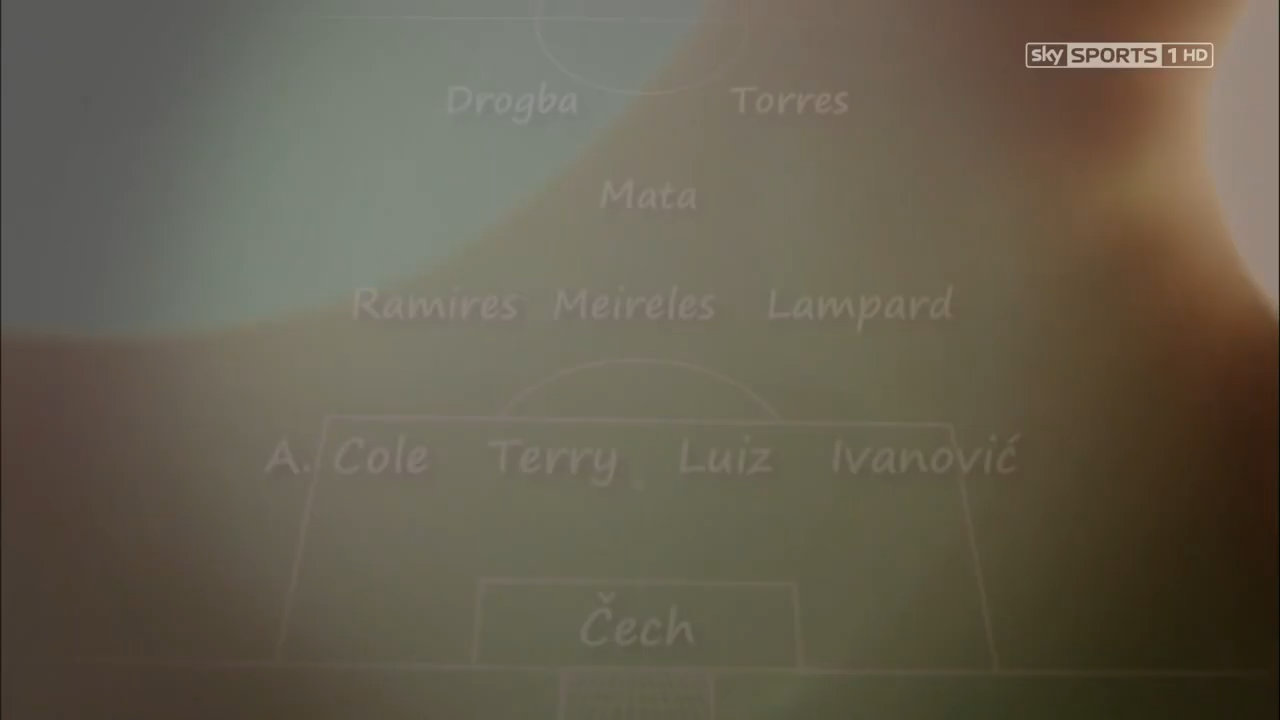 sky SPORTS 1 HD
Drogba Torres
Mata
Ramires Meireles Lampard
A. Cole Terry Luiz Ivanović
Čech